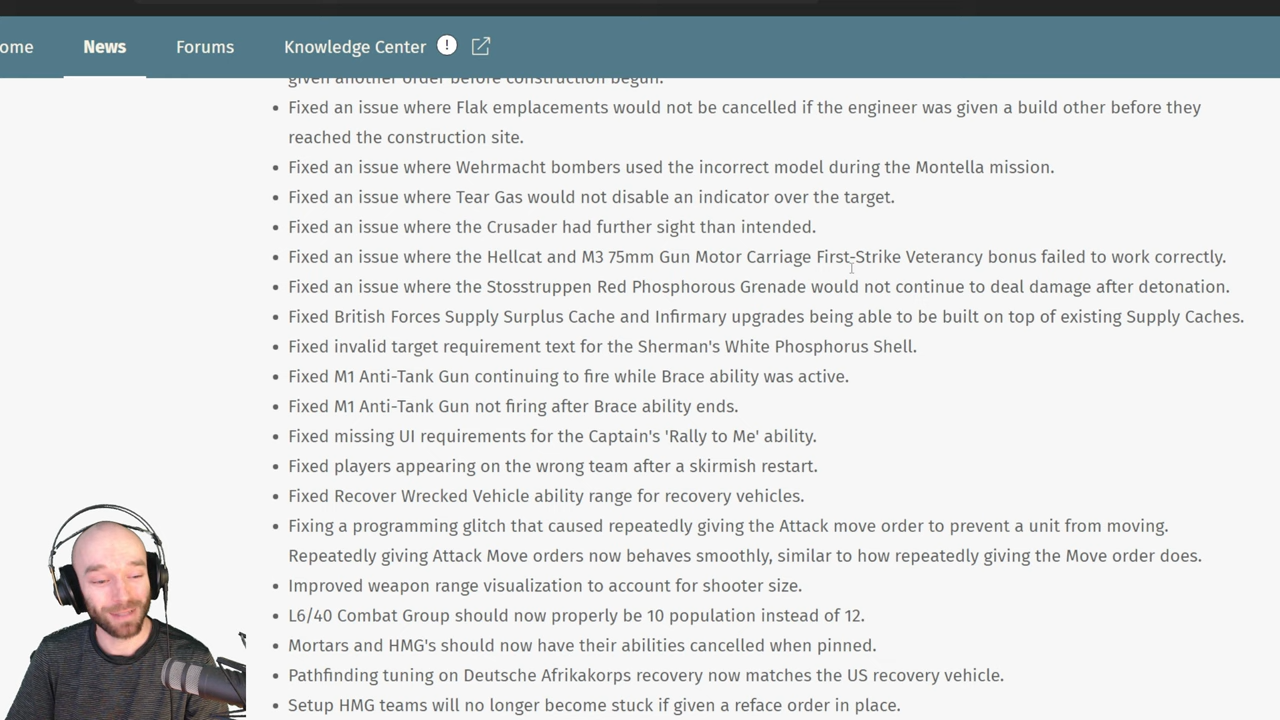 ome News Forums Knowledge Center !
given another order before construction begun.
Fixed an issue where Flak emplacements would not be cancelled if the engineer was given a build other before they
reached the construction site.
Fixed an issue where Wehrmacht bombers used the incorrect model during the Montella mission.
Fixed an issue where Tear Gas would not disable an indicator over the target.
Fixed an issue where the Crusader had further sight than intended.
Fixed an issue where the Hellcat and M3 75mm Gun Motor Carriage First-Strike Veterancy bonus failed to work correctly.
Fixed an issue where the Stosstruppen Red Phosphorous Grenade would not continue to deal damage after detonation.
Fixed British Forces Supply Surplus Cache and Infirmary upgrades being able to be built on top of existing Supply Caches.
Fixed invalid target requirement text for the Sherman's White Phosphorus Shell.
Fixed M1 Anti-Tank Gun continuing to fire while Brace ability was active.
Fixed M1 Anti-Tank Gun not firing after Brace ability ends.
Fixed missing UI requirements for the Captain's 'Rally to Me' ability.
Fixed players appearing on the wrong team after a skirmish restart.
Fixed Recover Wrecked Vehicle ability range for recovery vehicles.
Fixing a programming glitch that caused repeatedly giving the Attack move order to prevent a unit from moving.
Repeatedly giving Attack Move orders now behaves smoothly, similar to how repeatedly giving the Move order does.
Improved weapon range visualization to account for shooter size.
L6/40 Combat Group should now properly be 10 population instead of 12.
Mortars and HMG's should now have their abilities cancelled when pinned.
Pathfinding tuning on Deutsche Afrikakorps recovery now matches the US recovery vehicle.
Setup HMG teams will no longer become stuck if given a reface order in place.